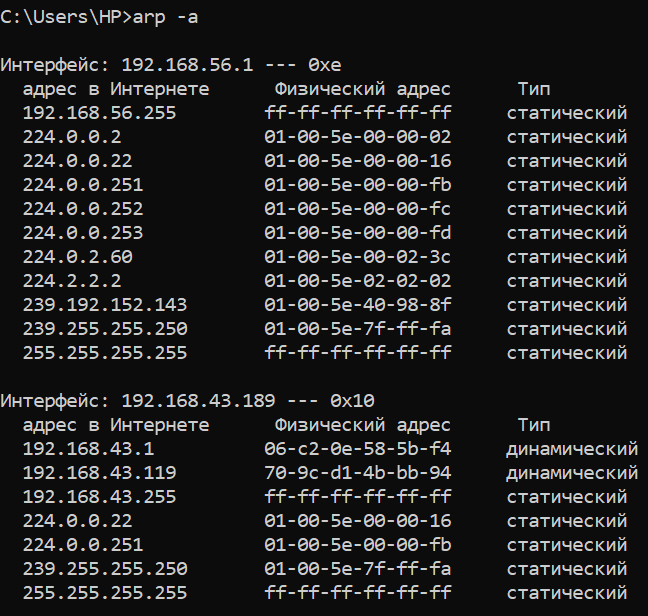 C:\Users\HP>arp -a
Интерфейс: 192.168.56.1 --- 0xe
адрес в Интернете Физический адрес Тип
192.168.56.255 ff-ff-ff-ff-ff-ff статический
224.0.0.2 01-00-5e-00-00-02 статический
224.0.0.22 01-00-5e-00-00-16 статический
224.0.0.251 01-00-5e-00-00-fb статический
224.0.0.252 01-00-5e-00-00-fc статический
224.0.0.253 01-00-5e-00-00-fd статический
224.0.2.60 01-00-5e-00-02-3c статический
224.2.2.2 01-00-5e-02-02-02 статический
239.192.152.143 01-00-5e-40-98-8f статический
239.255.255.250 01-00-5e-7f-ff-fa статический
255.255.255.255 ff-ff-ff-ff-ff-ff статический
Интерфейс: 192.168.43.189 --- 0x10
адрес в Интернете Физический адрес Тип
192.168.43.1 06-c2-0e-58-5b-f4 динамический
192.168.43.119 70-9c-d1-4b-bb-94 динамический
192.168.43.255 ff-ff-ff-ff-ff-ff статический
224.0.0.22 01-00-5e-00-00-16 статический
224.0.0.251 01-00-5e-00-00-fb статический
239.255.255.250 01-00-5e-7f-ff-fa статический
255.255.255.255 ff-ff-ff-ff-ff-ff статический